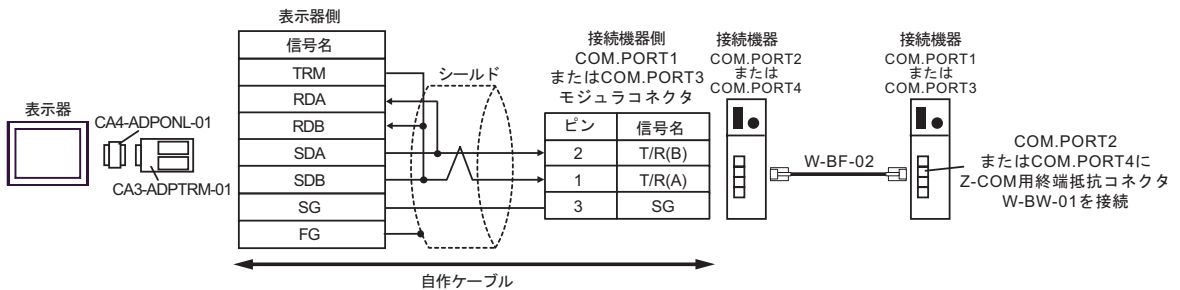 表示器
CA4-ADPONL-01
CA3-ADPTRM-01
表示器側
信号名
TRM
RDA
RDB
SDA
SDB
SG
FG
シールド
接続機器側
COM.PORT1
またはCOM.PORT3
モジュラコネクタ
ピン 信号名
2 T/R(B)
1 T/R(A)
3 SG
自作ケーブル
接続機器
COM.PORT2
または
COM.PORT4
W-BF-02
接続機器
COM.PORT1
または
COM.PORT3
COM.PORT2
またはCOM.PORT4に
Z-COM用終端抵抗コネクタ
W-BW-01を接続